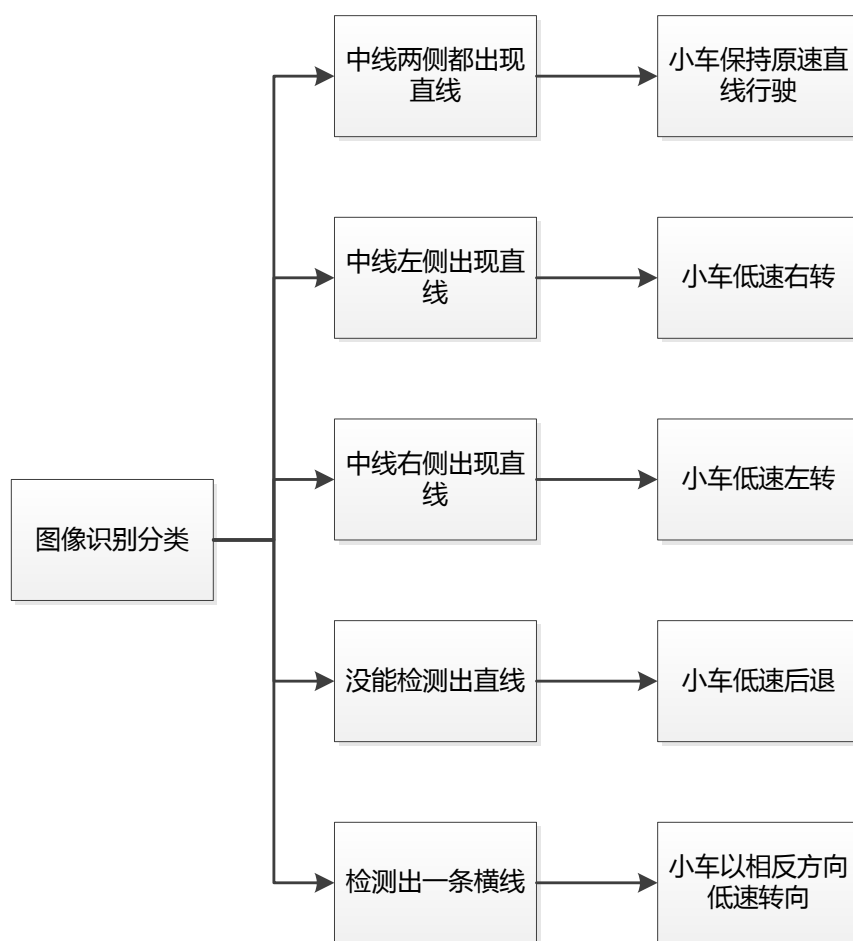 中线两侧都出现
直线
小车保持原速直
线行驶
中线左侧出现直
线
小车低速右转
中线右侧出现直
线
小车低速左转
图像识别分类
没能检测出直线
小车低速后退
检测出一条横线
小车以相反方向
低速转向